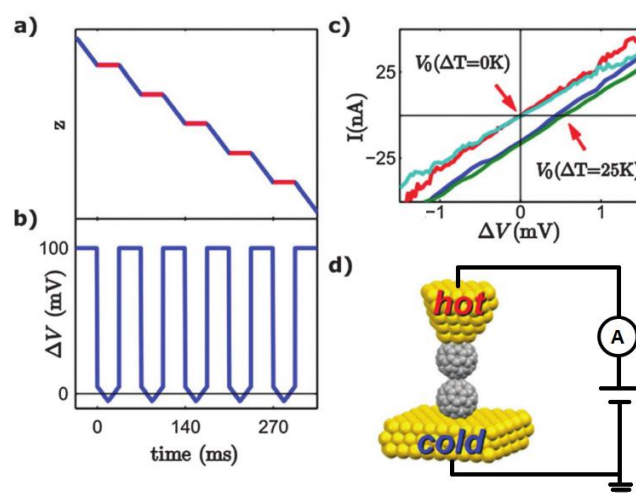 a)
z
b)
100
0
ΔV (mV)
0
140
270
time (ms)
c)
V₀(ΔT=0K)
25
−25
I(nA)
V₀(ΔT=25K)
−1
0
1
ΔV(mV)
d)
hot
cold
A